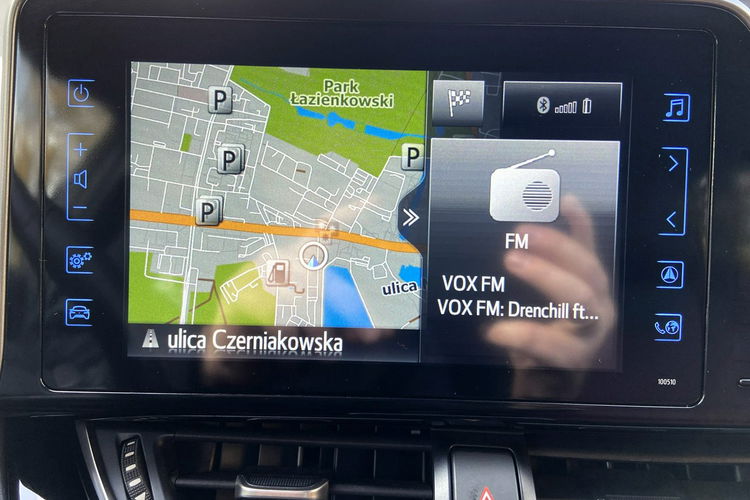 Park
Łazienkowski
P
P
P
P
ulica
ulica Czerniakowska
FM
VOX FM
VOX FM: Drenchill ft...
100510